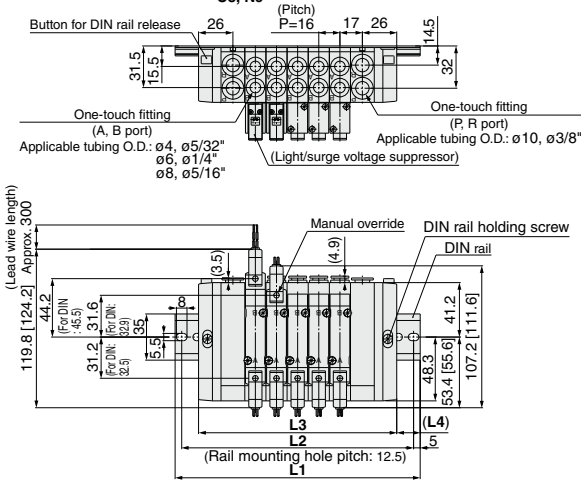 (Pitch)
26
P=16
17
26
14.5
Button for DIN rail release
31.5
15.5
32
One-touch fitting
(A, B port)
Applicable tubing O.D.: ø4, ø5/32"
ø6, ø1/4"
ø8, ø5/16"
(Light/surge voltage suppressor)
One-touch fitting
(P, R port)
Applicable tubing O.D.: ø10, ø3/8"
(Lead wire length)
Approx. 300
Manual override
DIN rail holding screw
DIN rail
(3.5)
(4.9)
119.8 [124.2]
44.2
(For DIN : 45.5)
31.6
(For DIN: 32.9)
31.2
(For DIN: 32.5)
35
8
5.5
41.2
48.3
53.4 [55.6]
107.2 [111.6]
B
A
L3
(L4)
L2
5
(Rail mounting hole pitch: 12.5)
L1